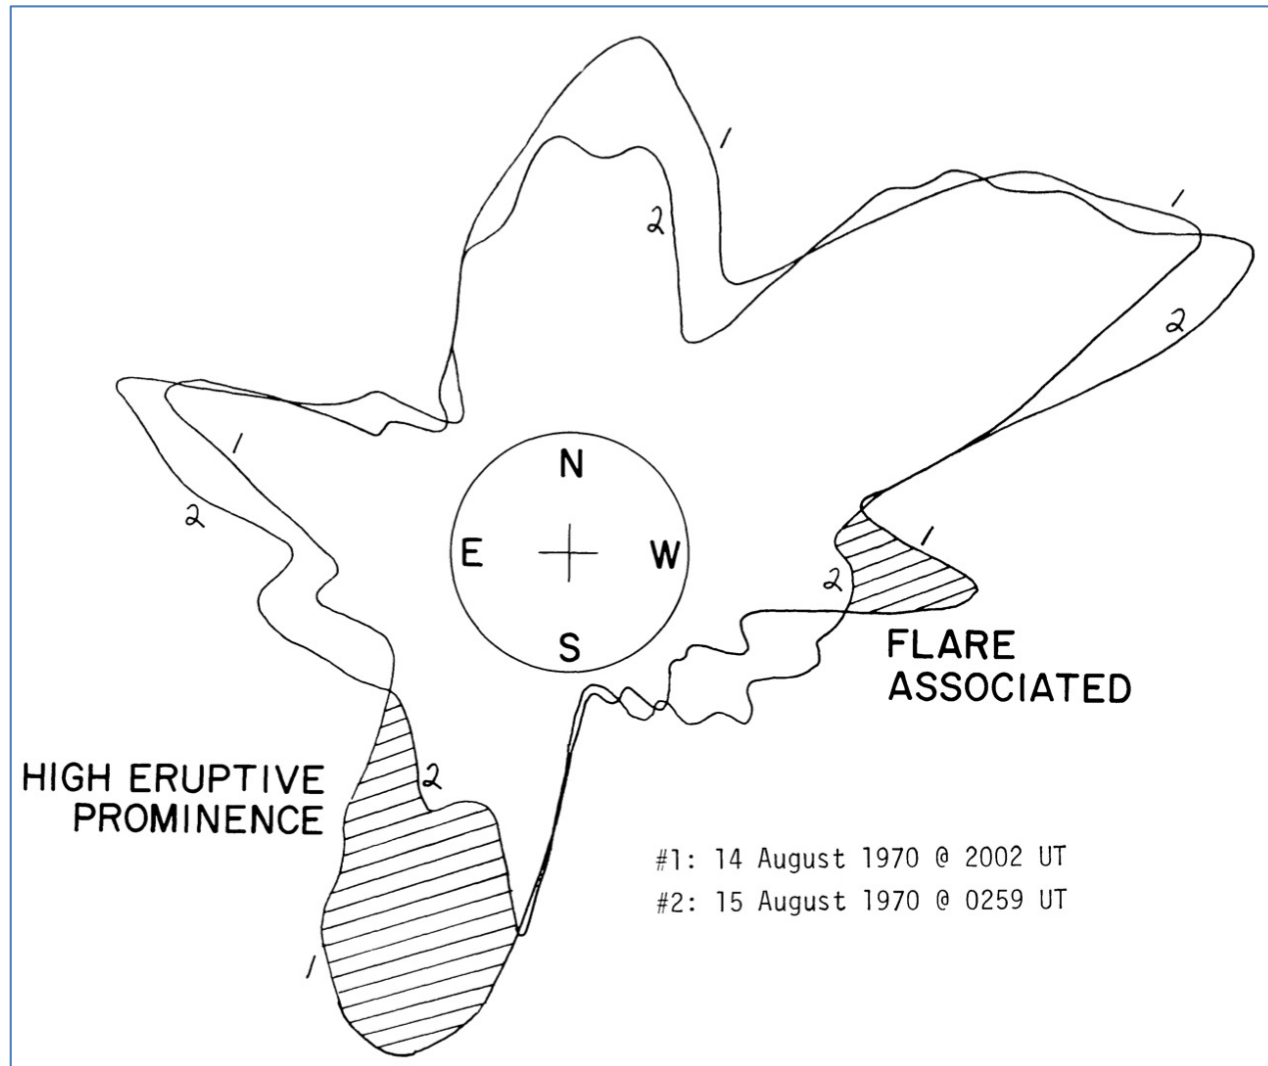 1
1
2
1
2
N
1
2
E
W
2
1
S
FLARE
ASSOCIATED
HIGH ERUPTIVE
PROMINENCE
2
#1: 14 August 1970 @ 2002 UT
#2: 15 August 1970 @ 0259 UT
1